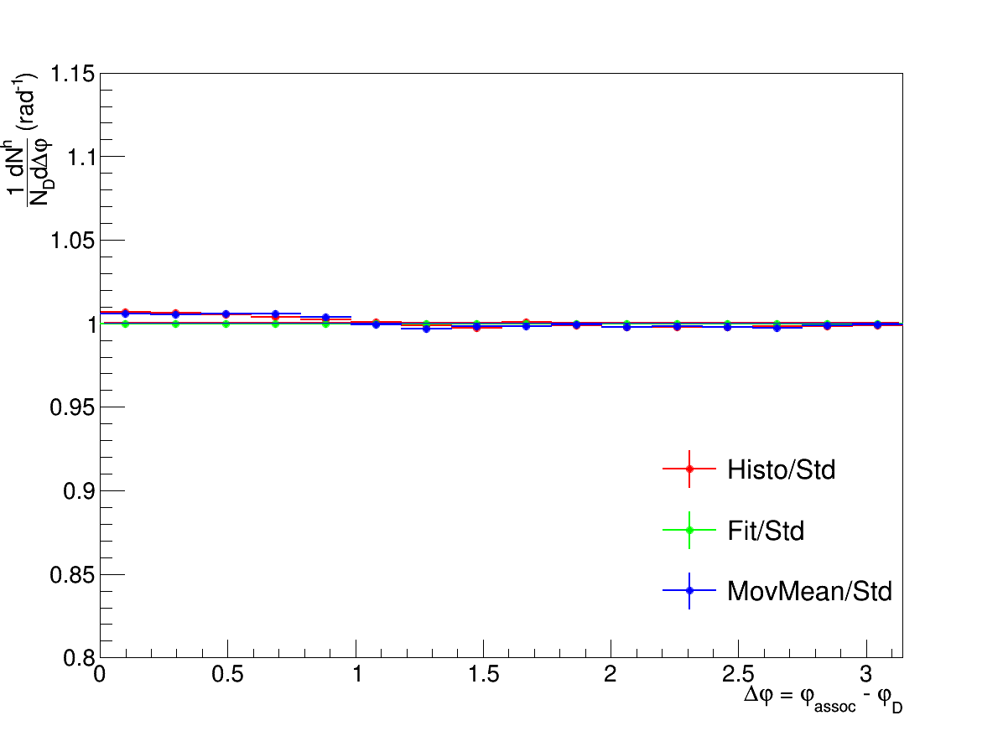 1 dN^h
N_D dΔφ (rad^-1)
1.15
1.1
1.05
1
0.95
0.9
0.85
0.8
Histo/Std
Fit/Std
MovMean/Std
0 0.5 1 1.5 2 2.5 3
Δφ = φ_assoc - φ_D